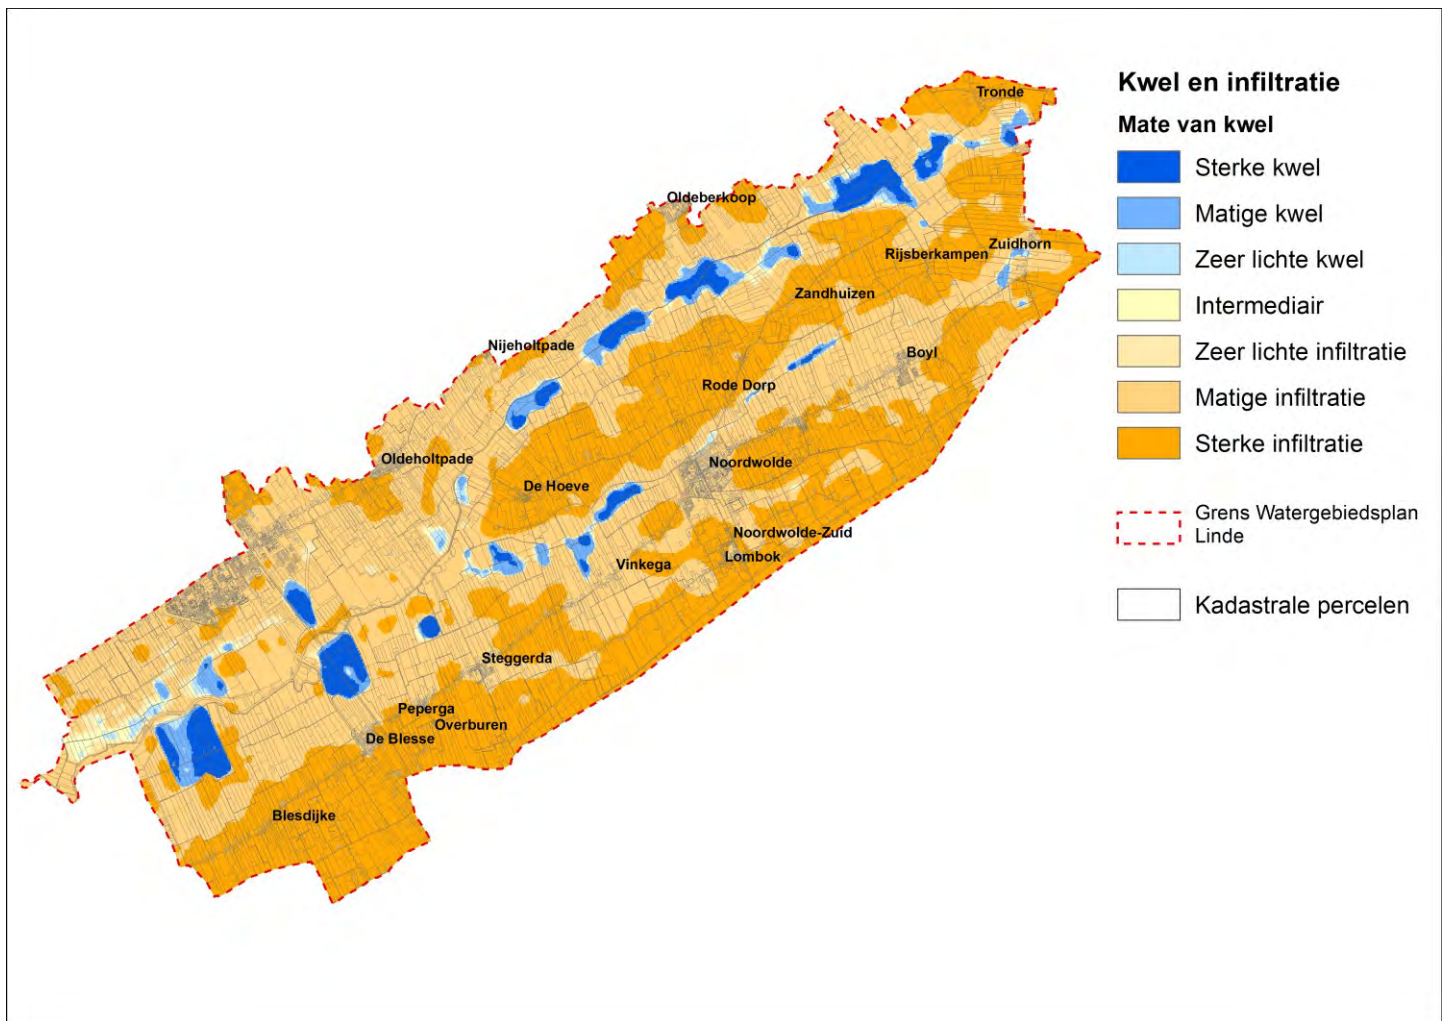 Kwel en infiltratie
Mate van kwel
Sterke kwel
Matige kwel
Zeer lichte kwel
Intermediair
Zeer lichte infiltratie
Matige infiltratie
Sterke infiltratie
Grens Watergebiedsplan
Linde
Kadastrale percelen
Tronde
Oldeberkoop
Zuidhorn
Rijsberkampen
Zandhuizen
Nijeholtpade
Boyl
Rode Dorp
Oldeholtpade
Noordwolde
De Hoeve
Noordwolde-Zuid
Lombok
Vinkega
Steggerda
Peperga
Overburen
De Blesse
Blesdijke